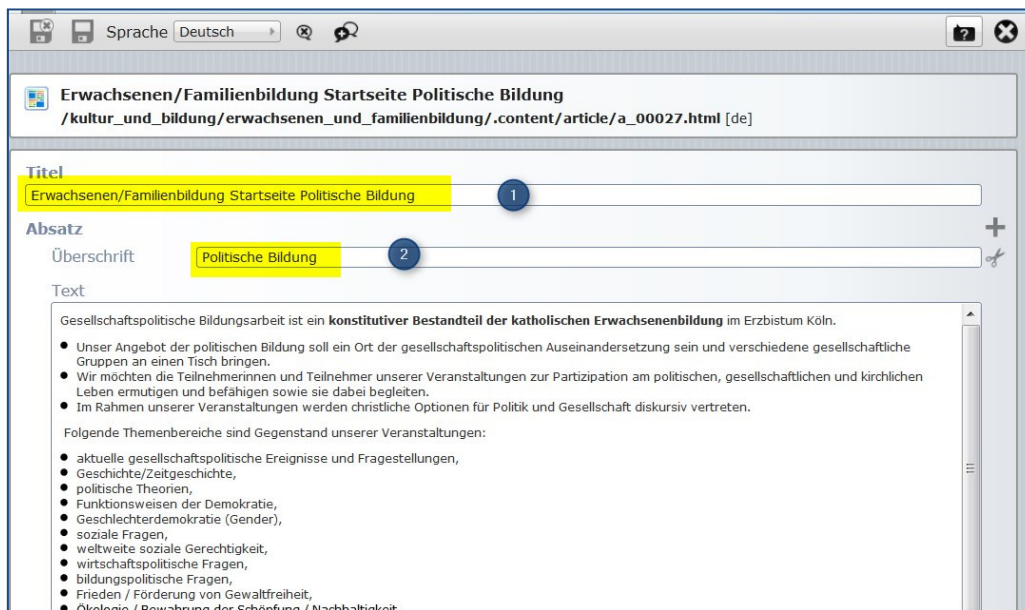 Sprache Deutsch
Erwachsenen/Familienbildung Startseite Politische Bildung
/kultur_und_bildung/erwachsenen_und_familienbildung/.content/article/a_00027.html [de]
Titel
Erwachsenen/Familienbildung Startseite Politische Bildung 1
Absatz
Überschrift Politische Bildung 2
Text
Gesellschaftspolitische Bildungsarbeit ist ein konstitutiver Bestandteil der katholischen Erwachsenenbildung im Erzbistum Köln.
Unser Angebot der politischen Bildung soll ein Ort der gesellschaftspolitischen Auseinandersetzung sein und verschiedene gesellschaftliche
Gruppen an einen Tisch bringen.
Wir möchten die Teilnehmerinnen und Teilnehmer unserer Veranstaltungen zur Partizipation am politischen, gesellschaftlichen und kirchlichen
Leben ermutigen und befähigen sowie sie dabei begleiten.
Im Rahmen unserer Veranstaltungen werden christliche Optionen für Politik und Gesellschaft diskursiv vertreten.
Folgende Themenbereiche sind Gegenstand unserer Veranstaltungen:
aktuelle gesellschaftspolitische Ereignisse und Fragestellungen,
Geschichte/Zeitgeschichte,
politische Theorien,
Funktionsweisen der Demokratie,
Geschlechterdemokratie (Gender),
soziale Fragen,
weltweite soziale Gerechtigkeit,
wirtschaftspolitische Fragen,
bildungspolitische Fragen,
Frieden / Förderung von Gewaltfreiheit,
Ökologie / Bewahrung der Schöpfung / Nachhaltigkeit